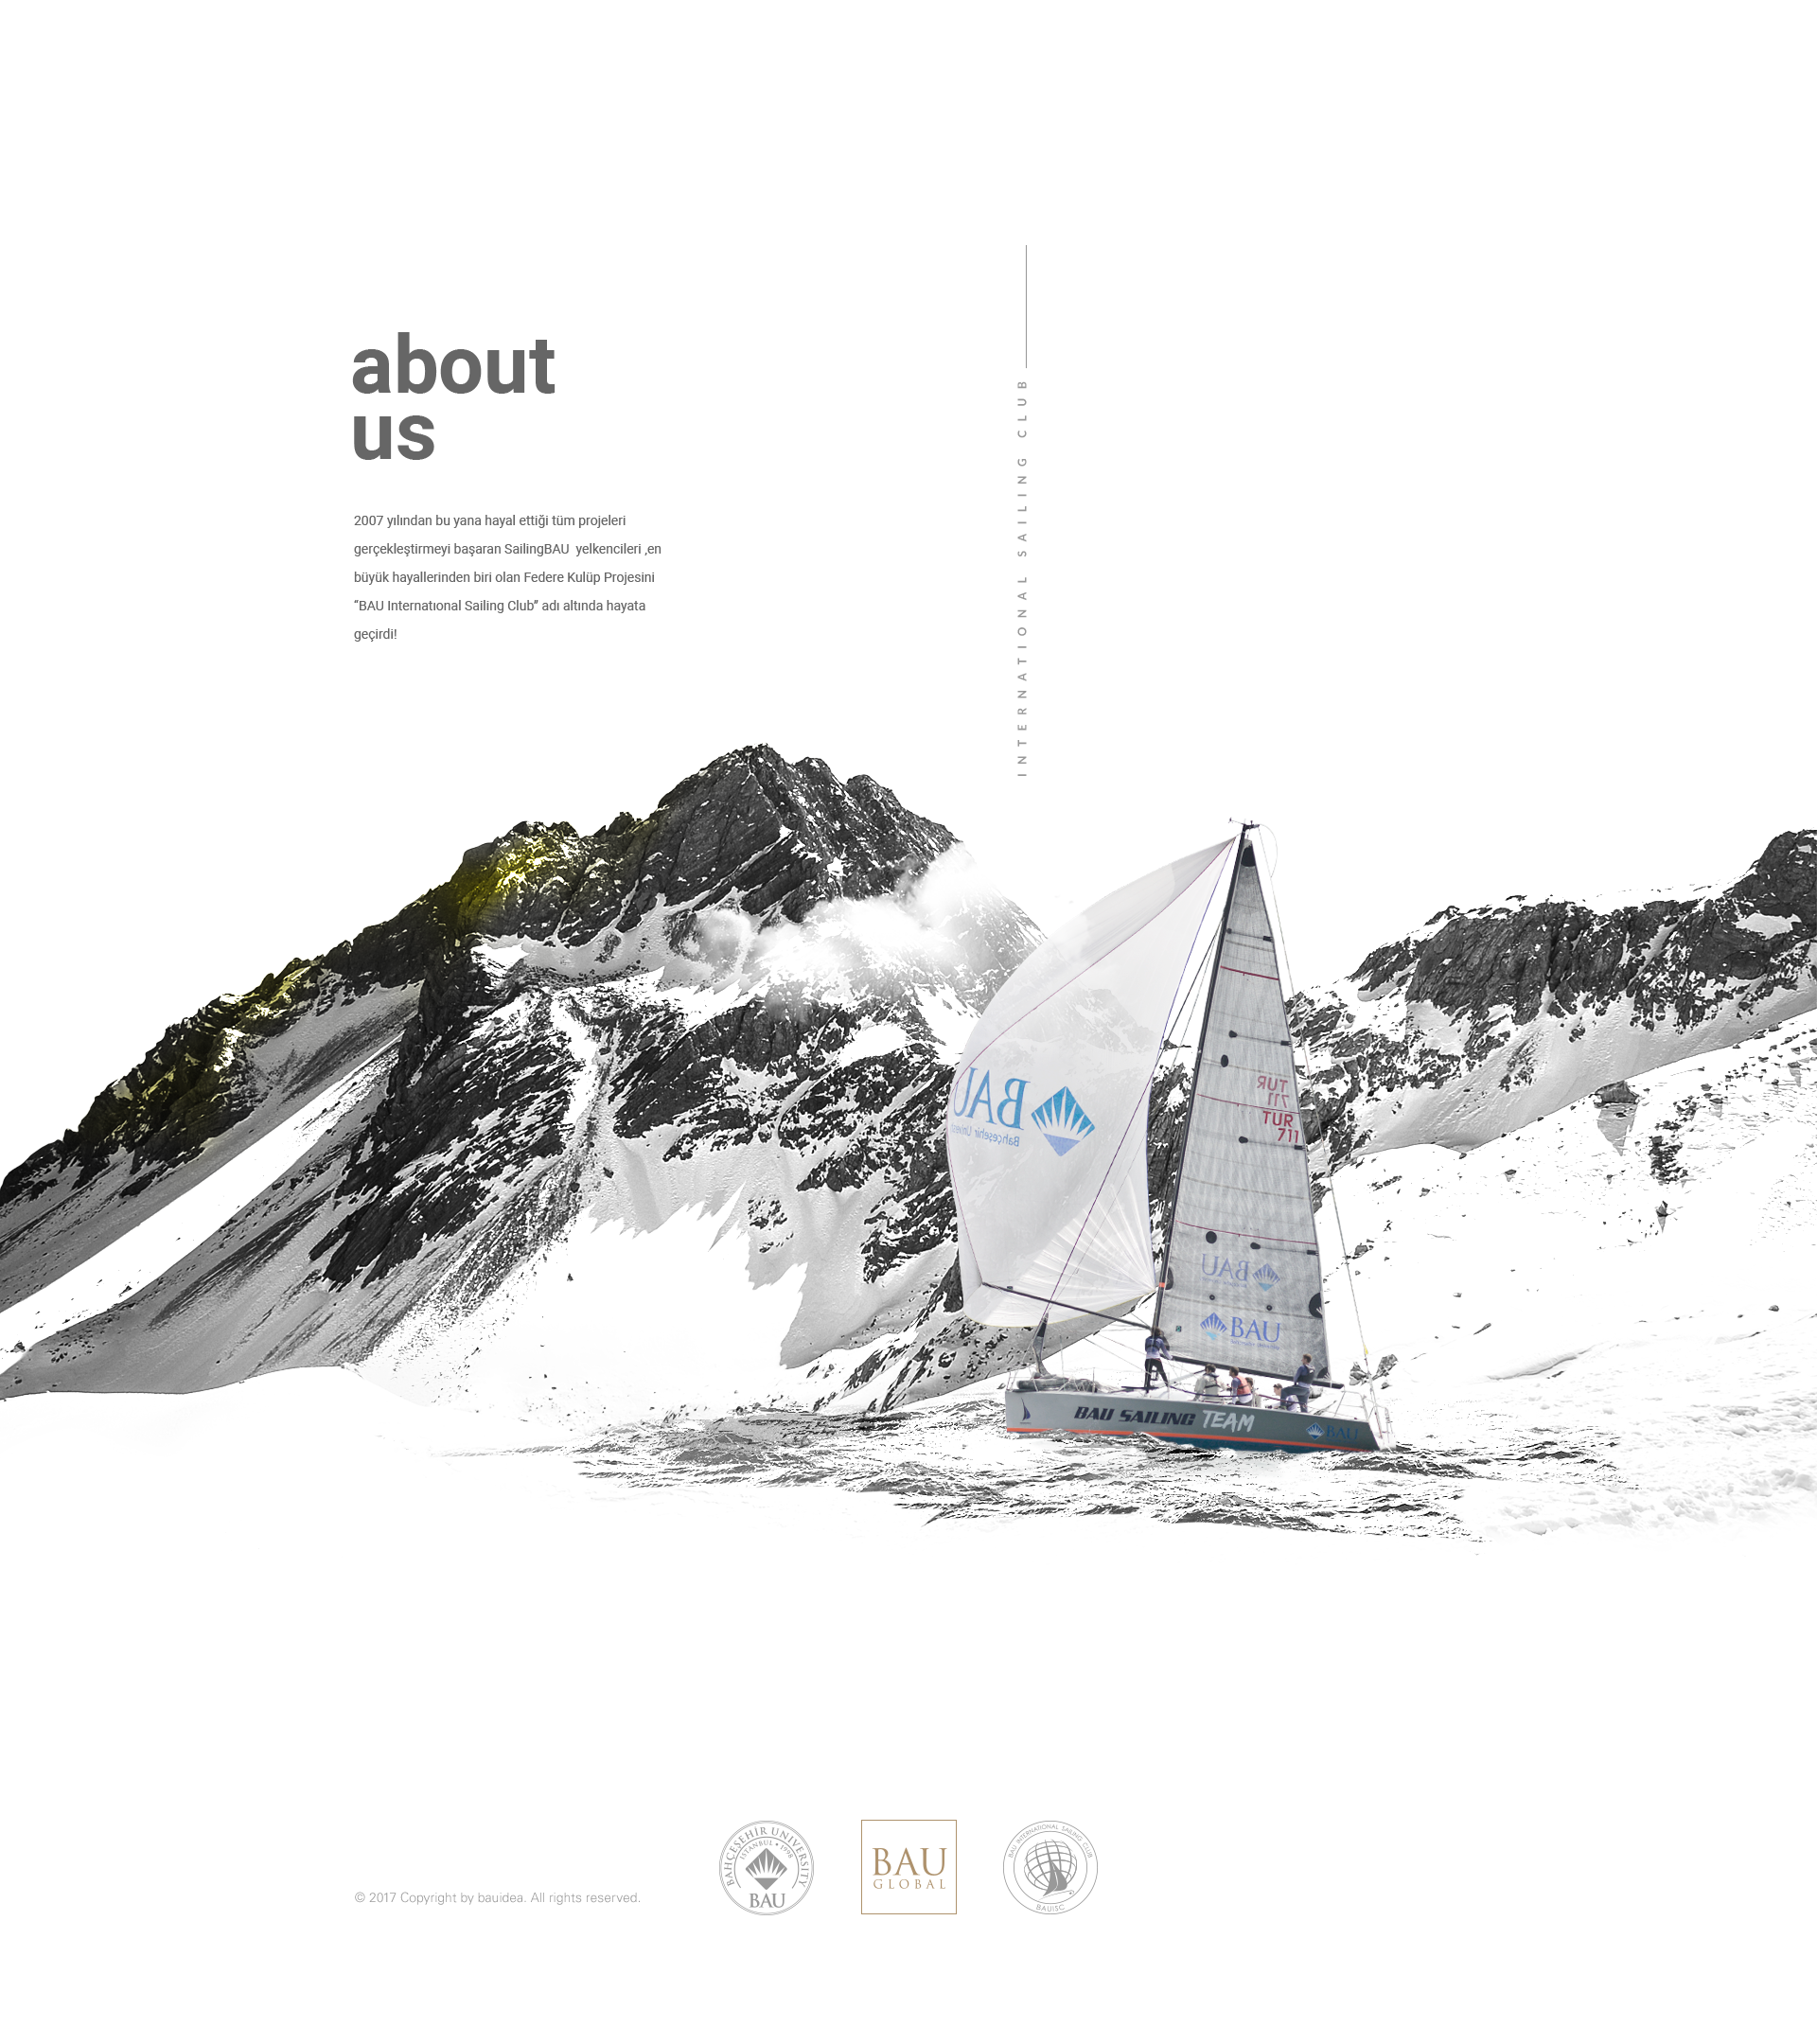 about
us
INTERNATIONAL SAILING CLUB
2007 yılından bu yana hayal ettiği tüm projeleri
gerçekleştirmeyi başaran SailingBAU  yelkencileri ,en
büyük hayallerinden biri olan Federe Kulüp Projesini
“BAU Internatıonal Sailing Club” adı altında hayata
geçirdi!
BAU
Bahçeşehir
TUR
711
TUR
711
BAU
BAU
BAU SAILING TEAM
BAU
BAHÇEŞEHİR UNIVERSITY
ISTANBUL • 1998
BAU
BAU
GLOBAL
BAU INTERNATIONAL SAILING CLUB
BAUISC
© 2017 Copyright by bauidea. All rights reserved.